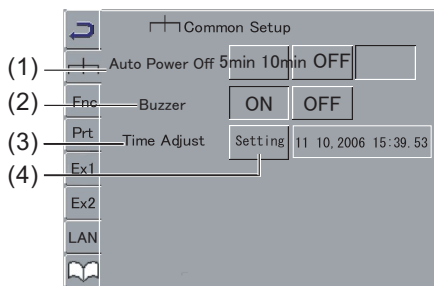 Common Setup
(1) Auto Power Off 5min 10min OFF
(2) Fnc Buzzer ON OFF
(3) Prt Time Adjust Setting 11 10,2006 15:39.53
(4) Ex1
Ex2
LAN